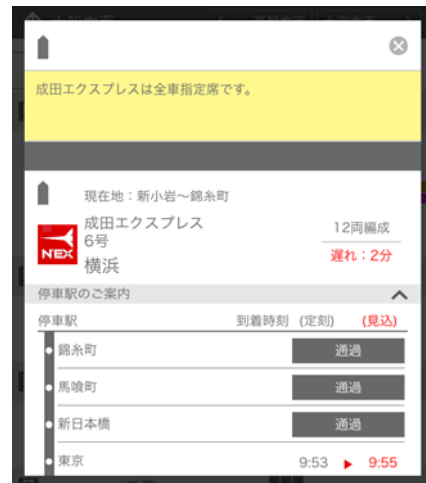 成田エクスプレスは全車指定席です。
現在地：新小岩～錦糸町
成田エクスプレス
6号
横浜
NEX
12両編成
遅れ：2分
停車駅のご案内
停車駅 到着時刻 (定刻) (見込)
錦糸町 通過
馬喰町 通過
新日本橋 通過
東京 9:53 ▶ 9:55